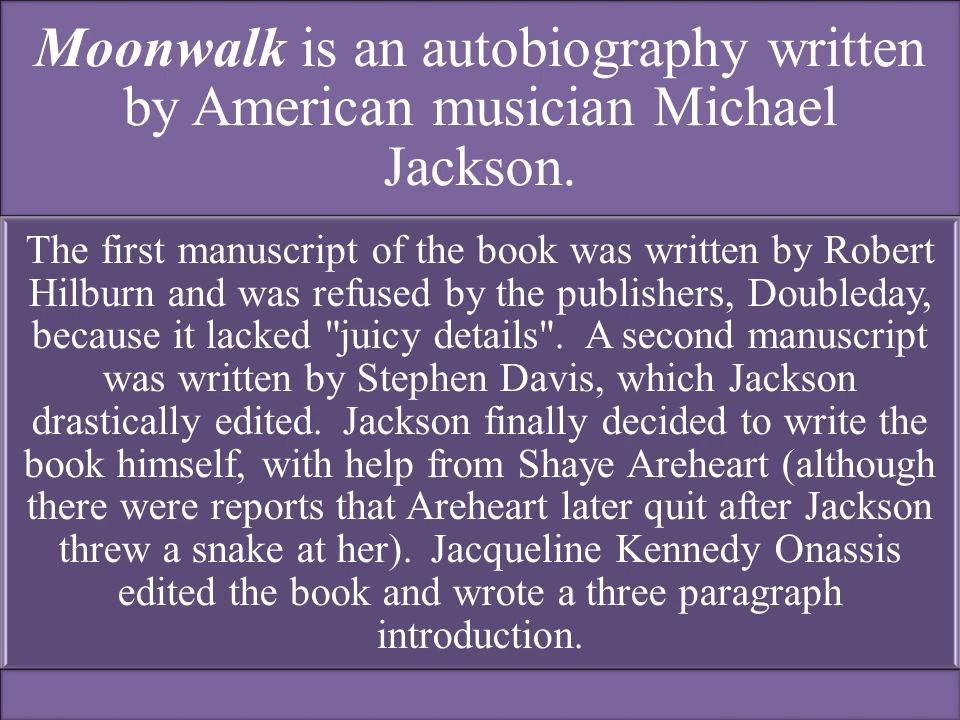 Moonwalk is an autobiography written
by American musician Michael
Jackson.
The first manuscript of the book was written by Robert
Hilburn and was refused by the publishers, Doubleday,
because it lacked "juicy details".  A second manuscript
was written by Stephen Davis, which Jackson
drastically edited.  Jackson finally decided to write the
book himself, with help from Shaye Areheart (although
there were reports that Areheart later quit after Jackson
threw a snake at her).  Jacqueline Kennedy Onassis
edited the book and wrote a three paragraph
introduction.